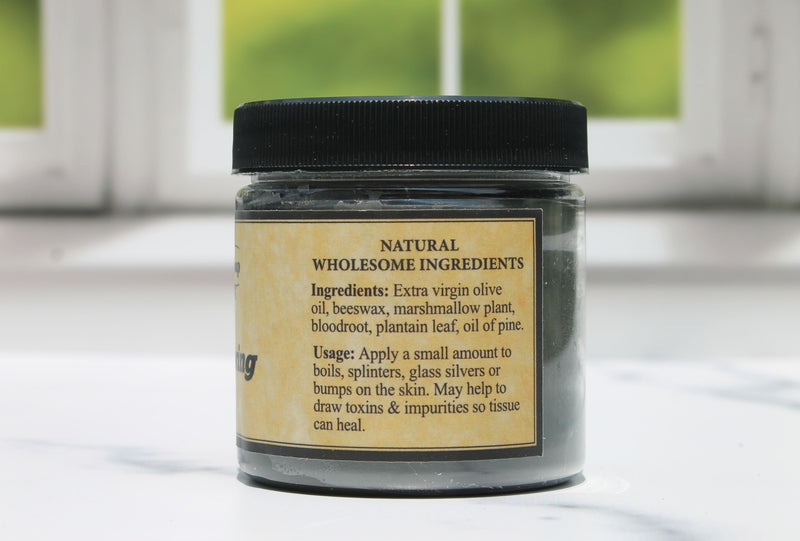 NATURAL
WHOLESOME INGREDIENTS
Ingredients: Extra virgin olive
oil, beeswax, marshmallow plant,
bloodroot, plantain leaf, oil of pine.
Usage: Apply a small amount to
boils, splinters, glass silvers or
bumps on the skin. May help to
draw toxins & impurities so tissue
can heal.